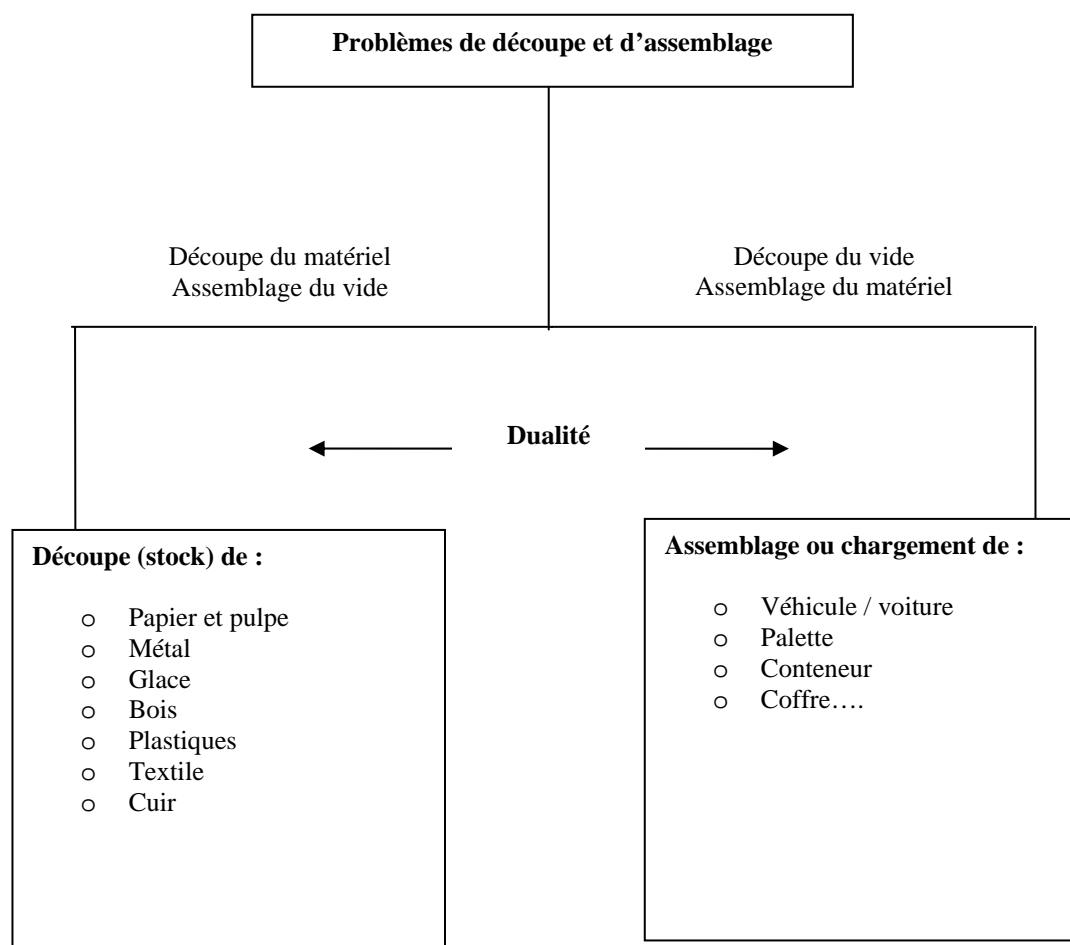 Problèmes de découpe et d’assemblage
Découpe du matériel
Assemblage du vide
Découpe du vide
Assemblage du matériel
Dualité
Découpe (stock) de :
o Papier et pulpe
o Métal
o Glace
o Bois
o Plastiques
o Textile
o Cuir
Assemblage ou chargement de :
o Véhicule / voiture
o Palette
o Conteneur
o Coffre….